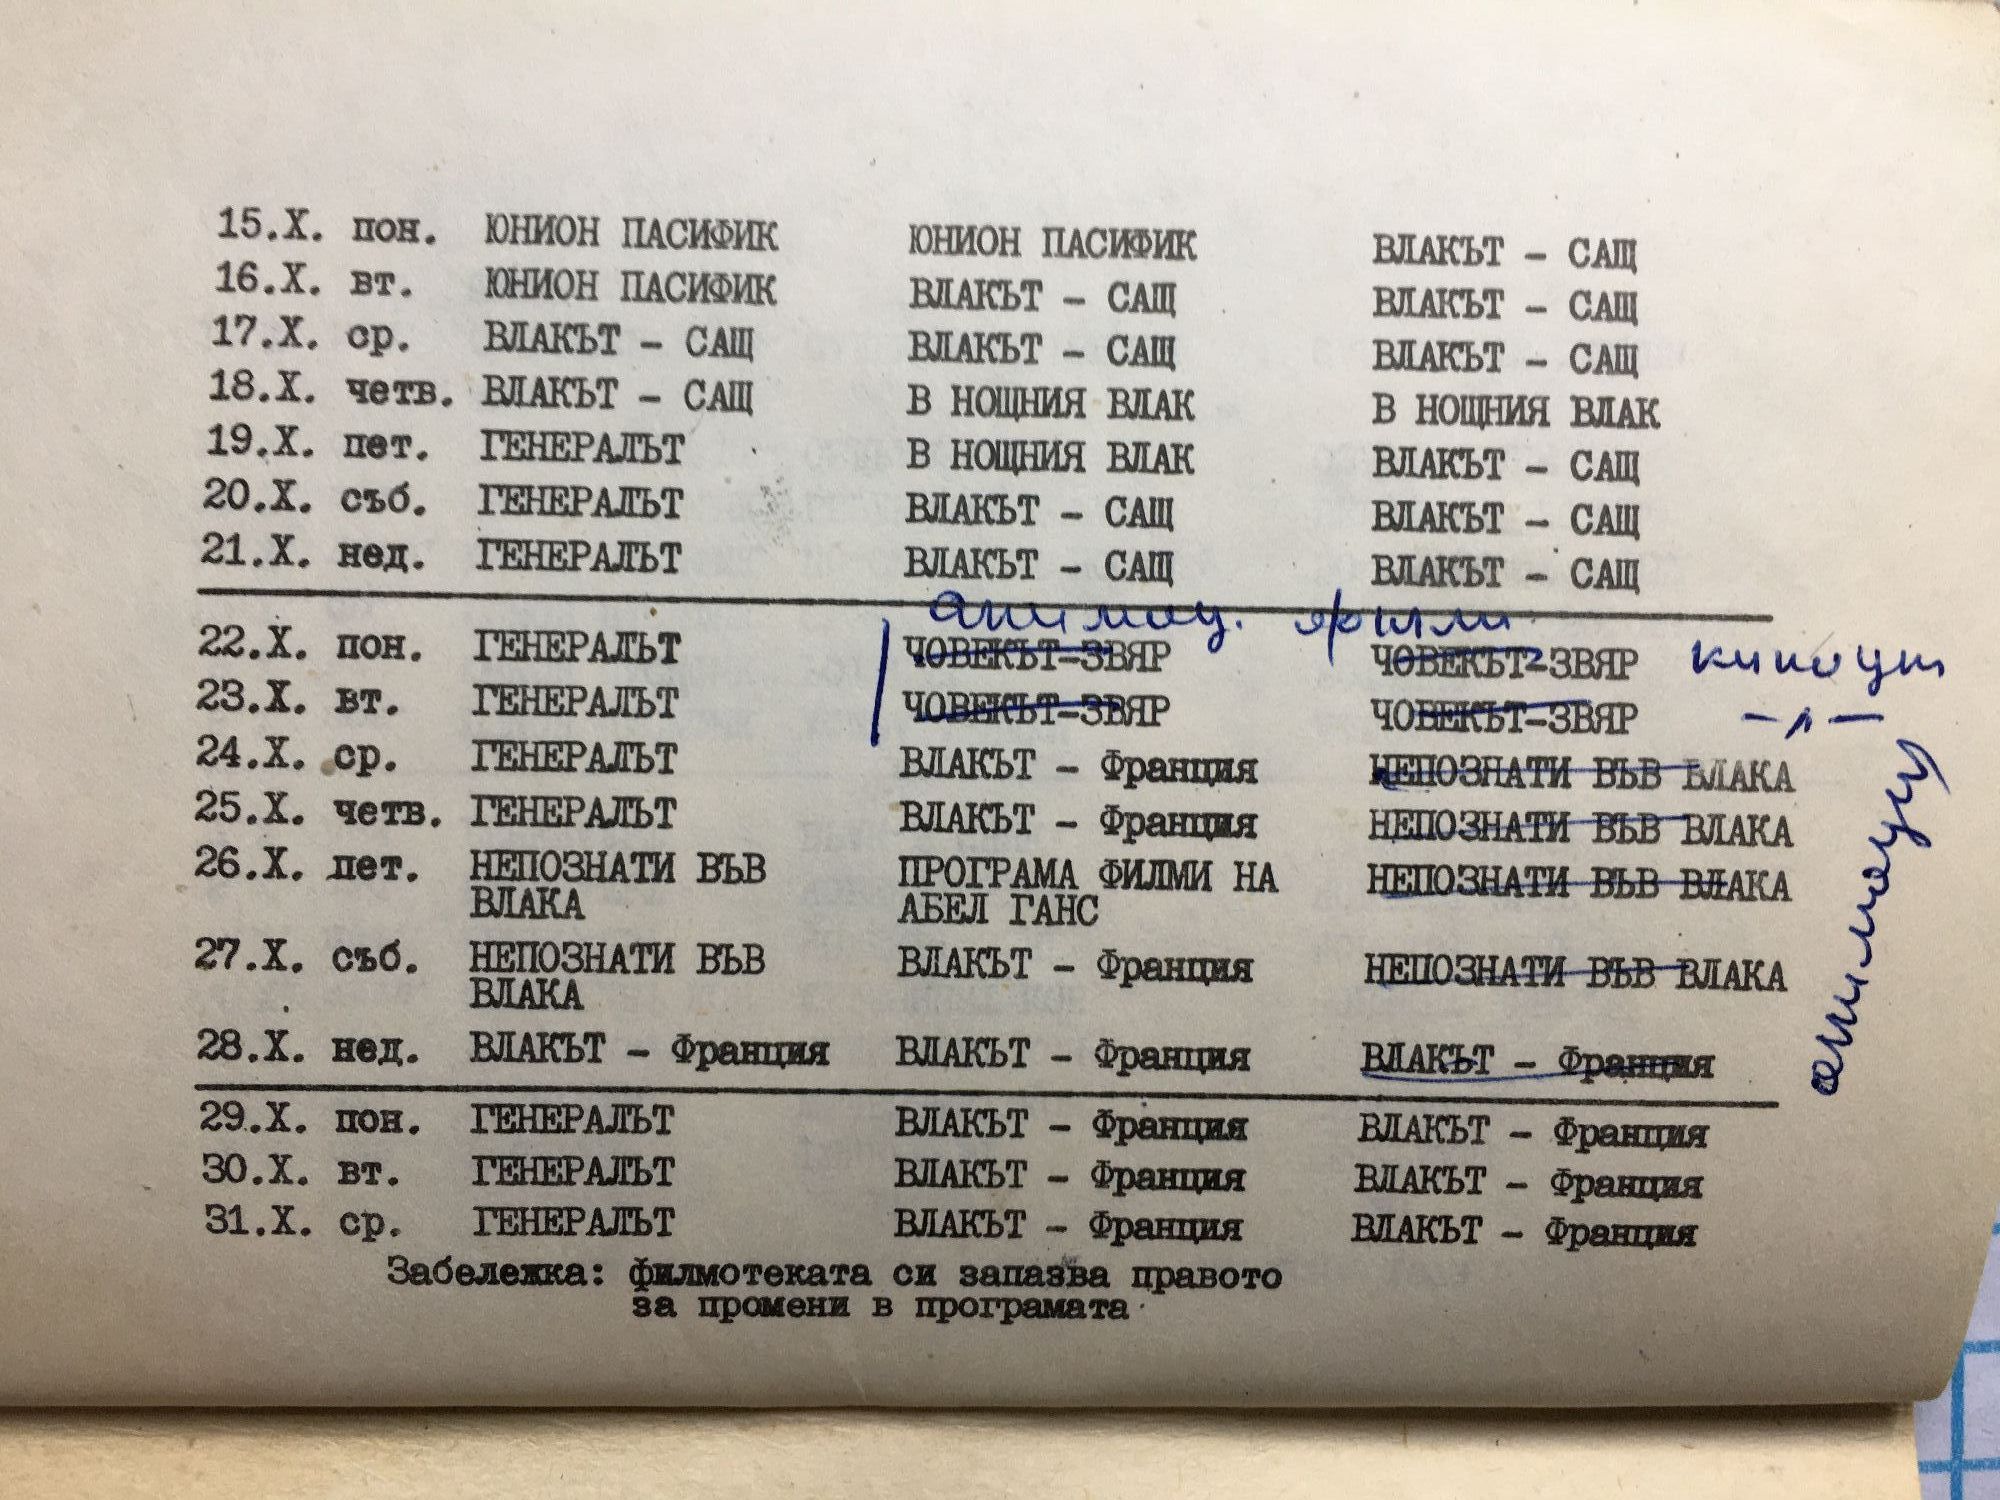 15.X. пон. ЮНИОН ПАСИФИК ЮНИОН ПАСИФИК ВЛАКЪТ - САЩ
16.X. вт. ЮНИОН ПАСИФИК ВЛАКЪТ - САЩ ВЛАКЪТ - САЩ
17.X. ср. ВЛАКЪТ - САЩ ВЛАКЪТ - САЩ ВЛАКЪТ - САЩ
18.X. четв. ВЛАКЪТ - САЩ В НОЩНИЯ ВЛАК В НОЩНИЯ ВЛАК
19.X. пет. ГЕНЕРАЛЪТ В НОЩНИЯ ВЛАК ВЛАКЪТ - САЩ
20.X. съб. ГЕНЕРАЛЪТ ВЛАКЪТ - САЩ ВЛАКЪТ - САЩ
21.X. нед. ГЕНЕРАЛЪТ ВЛАКЪТ - САЩ ВЛАКЪТ - САЩ
анимац. филми
22.X. пон. ГЕНЕРАЛЪТ ЧОВЕКЪТ-ЗВЯР ЧОВЕКЪТ-ЗВЯР
23.X. вт. ГЕНЕРАЛЪТ ЧОВЕКЪТ-ЗВЯР ЧОВЕКЪТ-ЗВЯР
24.X. ср. ГЕНЕРАЛЪТ ВЛАКЪТ - Франция НЕПОЗНАТИ ВЪВ ВЛАКА
25.X. четв. ГЕНЕРАЛЪТ ВЛАКЪТ - Франция НЕПОЗНАТИ ВЪВ ВЛАКА
26.X. пет. НЕПОЗНАТИ ВЪВ ПРОГРАМА ФИЛМИ НА НЕПОЗНАТИ ВЪВ ВЛАКА
ВЛАКА АБЕЛ ГАНС
27.X. съб. НЕПОЗНАТИ ВЪВ ВЛАКЪТ - Франция НЕПОЗНАТИ ВЪВ ВЛАКА
ВЛАКА
28.X. нед. ВЛАКЪТ - Франция ВЛАКЪТ - Франция ВЛАКЪТ - Франция
29.X. пон. ГЕНЕРАЛЪТ ВЛАКЪТ - Франция ВЛАКЪТ - Франция
30.X. вт. ГЕНЕРАЛЪТ ВЛАКЪТ - Франция ВЛАКЪТ - Франция
31.X. ср. ГЕНЕРАЛЪТ ВЛАКЪТ - Франция ВЛАКЪТ - Франция
Забележка: филмотеката си запазва правото
за промени в програмата